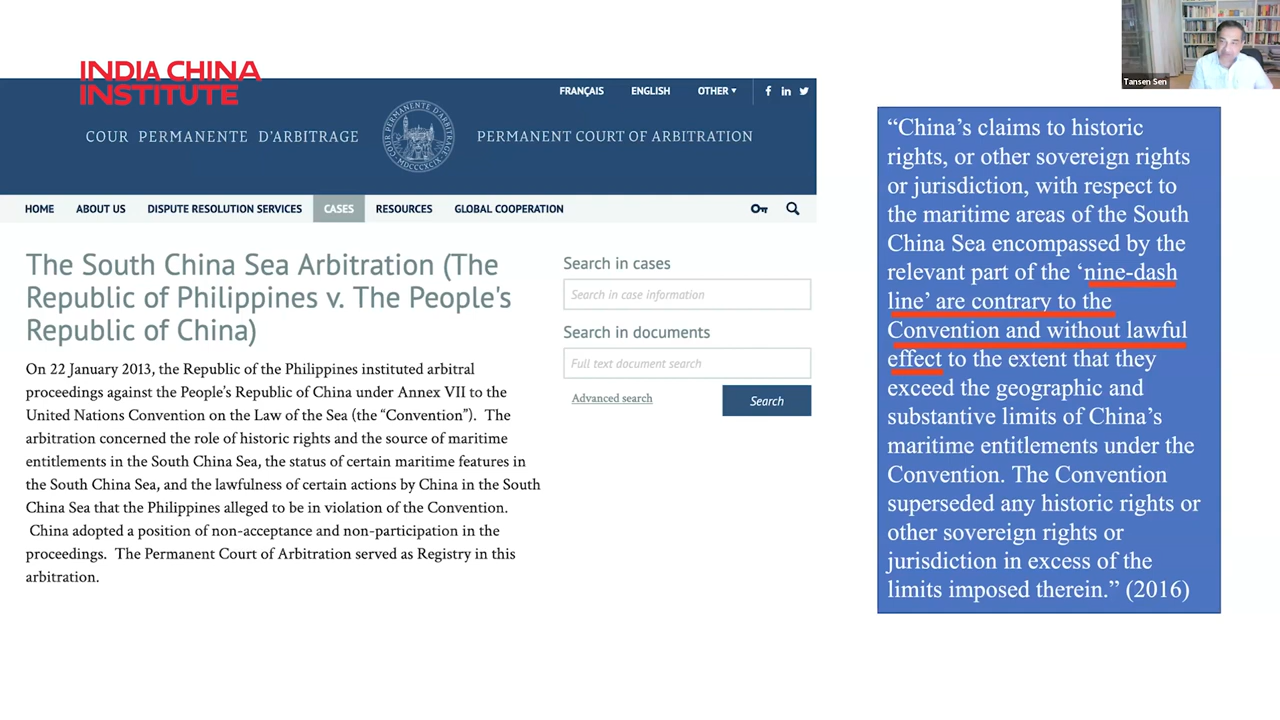 INDIA CHINA
INSTITUTE
FRANÇAIS ENGLISH OTHER
COUR PERMANENTE D'ARBITRAGE
PERMANENT COURT OF ARBITRATION
HOME ABOUT US DISPUTE RESOLUTION SERVICES CASES RESOURCES GLOBAL COOPERATION
The South China Sea Arbitration (The
Republic of Philippines v. The People's
Republic of China)
On 22 January 2013, the Republic of the Philippines instituted arbitral
proceedings against the People's Republic of China under Annex VII to the
United Nations Convention on the Law of the Sea (the “Convention”). The
arbitration concerned the role of historic rights and the source of maritime
entitlements in the South China Sea, the status of certain maritime features in
the South China Sea, and the lawfulness of certain actions by China in the South
China Sea that the Philippines alleged to be in violation of the Convention.
China adopted a position of non-acceptance and non-participation in the
proceedings. The Permanent Court of Arbitration served as Registry in this
arbitration.
Search in cases
Search in case information
Search in documents
Full text document search
Advanced search
Search
Tansen Sen
“China’s claims to historic
rights, or other sovereign rights
or jurisdiction, with respect to
the maritime areas of the South
China Sea encompassed by the
relevant part of the ‘nine-dash
line’ are contrary to the
Convention and without lawful
effect to the extent that they
exceed the geographic and
substantive limits of China’s
maritime entitlements under the
Convention. The Convention
superseded any historic rights or
other sovereign rights or
jurisdiction in excess of the
limits imposed therein.” (2016)